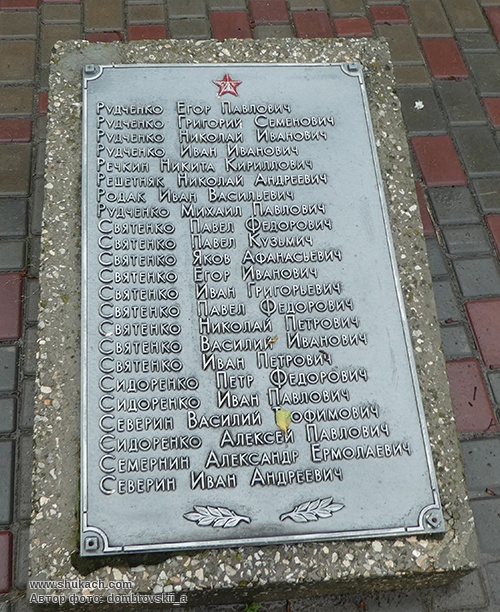 Рудченко Егор Павлович
Рудченко Григорий Семенович
Рудченко Николай Иванович
Рудченко Иван Иванович
Речкин Никита Кириллович
Решетняк Николай Андреевич
Родак Иван Васильевич
Рудченко Михаил Павлович
Святенко Павел Федорович
Святенко Павел Кузьмич
Святенко Яков Афанасьевич
Святенко Егор Иванович
Святенко Иван Григорьевич
Святенко Павел Федорович
Святенко Николай Петрович
Святенко Василий Иванович
Святенко Иван Петрович
Сидоренко Петр Федорович
Сидоренко Иван Павлович
Северин Василий
Сидоренко Алексей Павлович
Семернин Александр Ермолаевич
Северин Иван Андреевич
www.shukach.com
Автор фото: dombrovskii_a